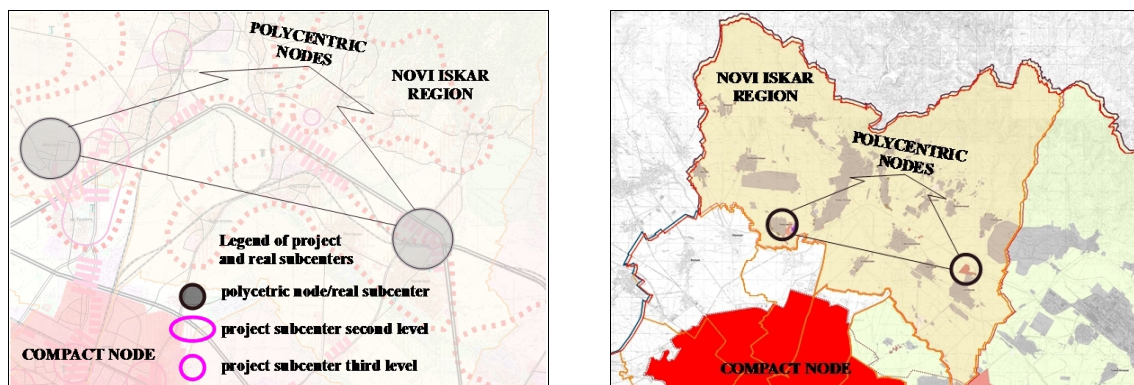 POLYCENTRIC
NODES
NOVI ISKAR
REGION
Legend of project
and real subcenters
polycetric node/real subcenter
project subcenter second level
project subcenter third level
COMPACT NODE
NOVI ISKAR
REGION
POLYCENTRIC
NODES
COMPACT NODE